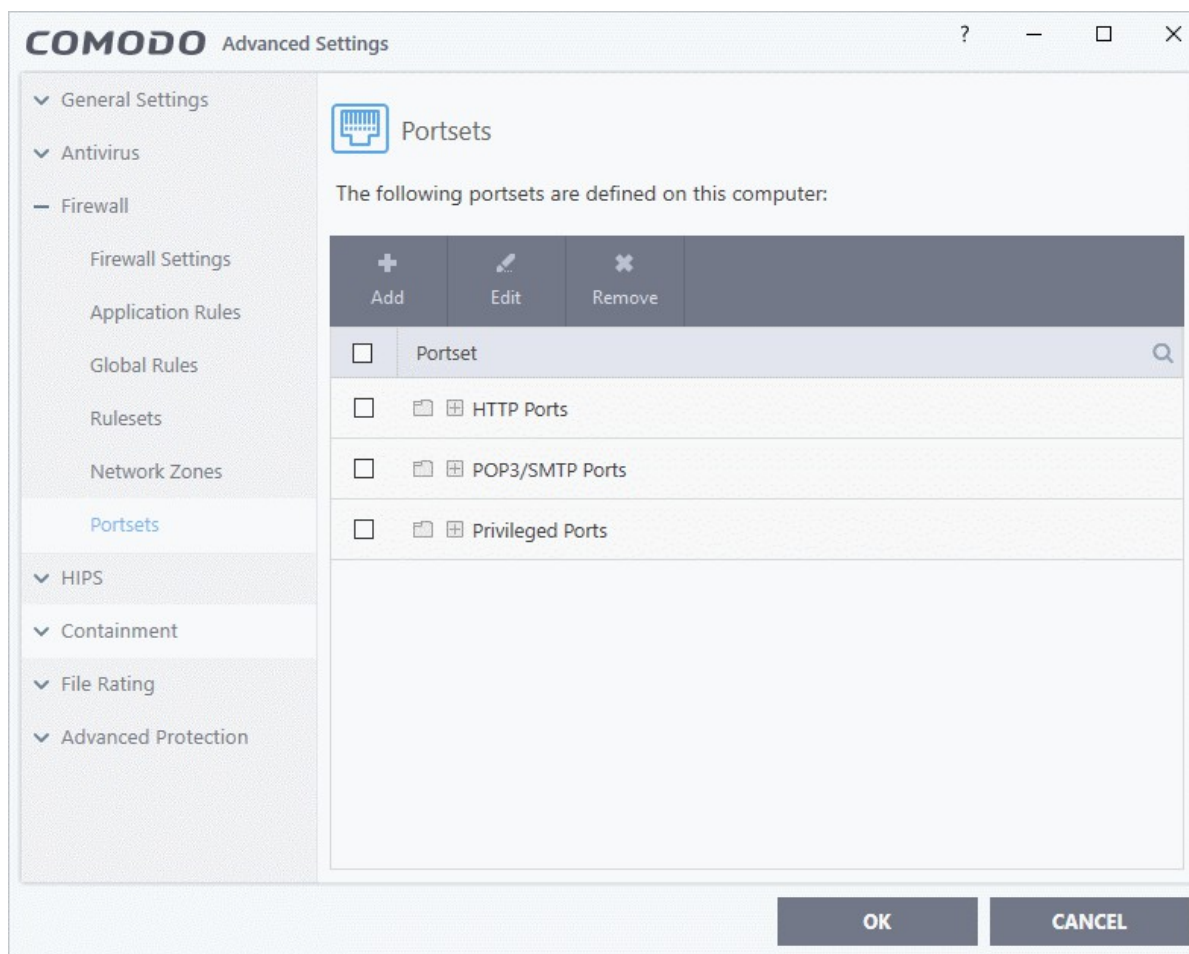 COMODO Advanced Settings ?
General Settings
Antivirus
Firewall
Firewall Settings
Application Rules
Global Rules
Rulesets
Network Zones
Portsets
HIPS
Containment
File Rating
Advanced Protection
Portsets
The following portsets are defined on this computer:
Add Edit Remove
Portset
HTTP Ports
POP3/SMTP Ports
Privileged Ports
OK CANCEL